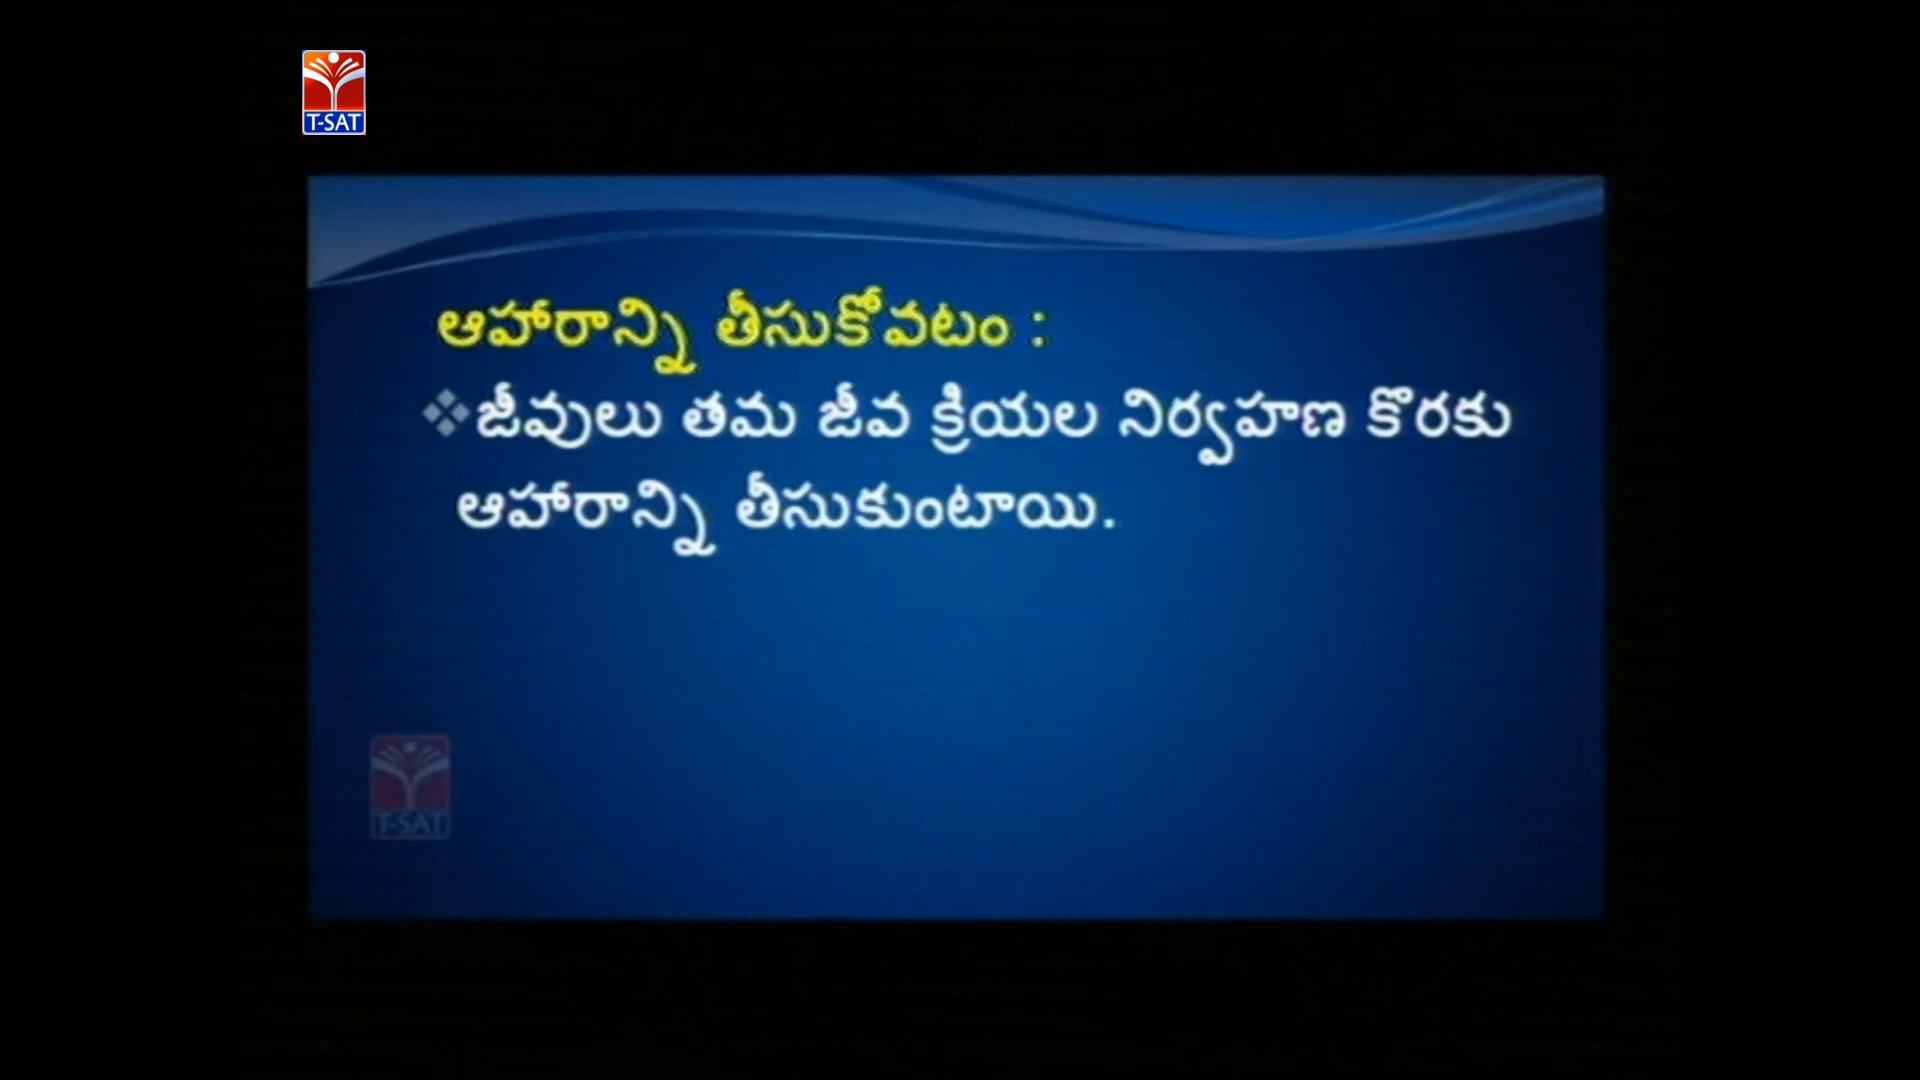 T-SAT
ఆహారాన్ని తీసుకోవటం :
❖జీవులు తమ జీవ క్రియల నిర్వహణ కొరకు
ఆహారాన్ని తీసుకుంటాయి.
T-SAT